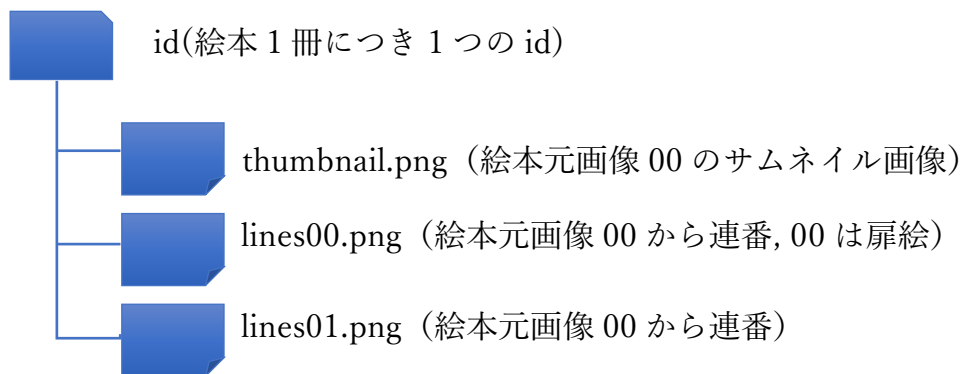 id(絵本１冊につき１つの id)
thumbnail.png（絵本元画像 00 のサムネイル画像）
lines00.png（絵本元画像 00 から連番, 00 は扉絵）
lines01.png（絵本元画像 00 から連番）